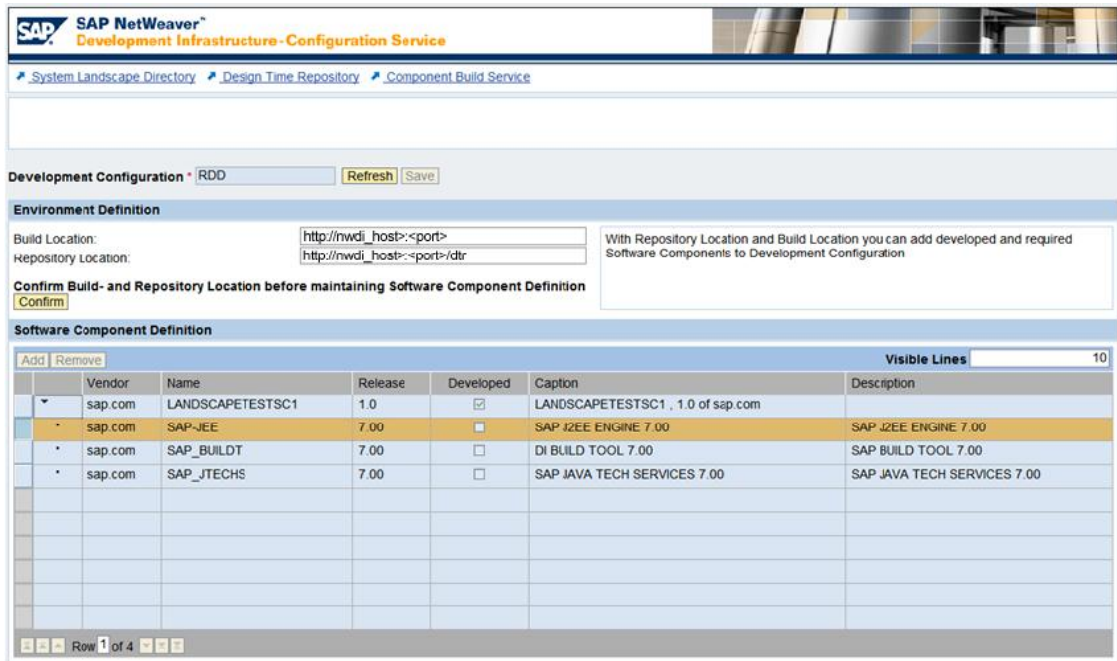 SAP
SAP NetWeaver™
Development Infrastructure - Configuration Service
System Landscape Directory Design Time Repository Component Build Service
Development Configuration * RDD Refresh Save
Environment Definition
Build Location: http://nwdi_host>:<port>
Repository Location: http://nwdi_host>:<port>/dtr
With Repository Location and Build Location you can add developed and required
Software Components to Development Configuration
Confirm Build- and Repository Location before maintaining Software Component Definition
Confirm
Software Component Definition
Add Remove Visible Lines 10
Vendor Name Release Developed Caption Description
sap.com LANDSCAPETESTSC1 1.0 LANDSCAPETESTSC1 , 1.0 of sap.com
sap.com SAP-JEE 7.00 SAP J2EE ENGINE 7.00 SAP J2EE ENGINE 7.00
sap.com SAP_BUILDT 7.00 DI BUILD TOOL 7.00 SAP BUILD TOOL 7.00
sap.com SAP_JTECHS 7.00 SAP JAVA TECH SERVICES 7.00 SAP JAVA TECH SERVICES 7.00
Row 1 of 4